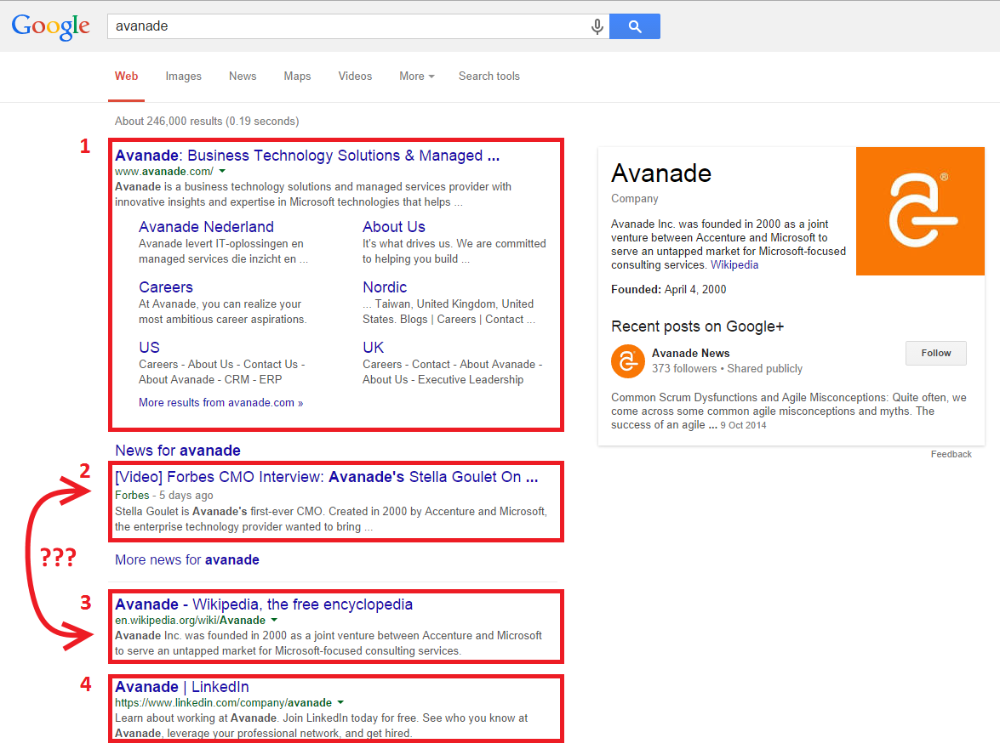 Google
avanade
Web Images News Maps Videos More Search tools
About 246,000 results (0.19 seconds)
1
Avanade: Business Technology Solutions & Managed ...
www.avanade.com/
Avanade is a business technology solutions and managed services provider with
innovative insights and expertise in Microsoft technologies that helps ...
Avanade Nederland
Avanade levert IT-oplossingen en
managed services die inzicht en ...
About Us
It's what drives us. We are committed
to helping you build ...
Careers
At Avanade, you can realize your
most ambitious career aspirations.
Nordic
... Taiwan, United Kingdom, United
States. Blogs | Careers | Contact ...
US
Careers - About Us - Contact Us -
About Avanade - CRM - ERP
UK
Careers - Contact - About Avanade -
About Us - Executive Leadership
More results from avanade.com »
News for avanade
2
[Video] Forbes CMO Interview: Avanade's Stella Goulet On ...
Forbes - 5 days ago
Stella Goulet is Avanade's first-ever CMO. Created in 2000 by Accenture and Microsoft,
the enterprise technology provider wanted to bring ...
???
More news for avanade
3
Avanade - Wikipedia, the free encyclopedia
en.wikipedia.org/wiki/Avanade
Avanade Inc. was founded in 2000 as a joint venture between Accenture and Microsoft
to serve an untapped market for Microsoft-focused consulting services.
4
Avanade | LinkedIn
https://www.linkedin.com/company/avanade
Learn about working at Avanade. Join LinkedIn today for free. See who you know at
Avanade, leverage your professional network, and get hired.
Avanade
Company
Avanade Inc. was founded in 2000 as a joint
venture between Accenture and Microsoft to
serve an untapped market for Microsoft-focused
consulting services. Wikipedia
Founded: April 4, 2000
®
Recent posts on Google+
Avanade News
373 followers • Shared publicly
Follow
Common Scrum Dysfunctions and Agile Misconceptions: Quite often, we
come across some common agile misconceptions and myths. The
success of an agile ... 9 Oct 2014
Feedback